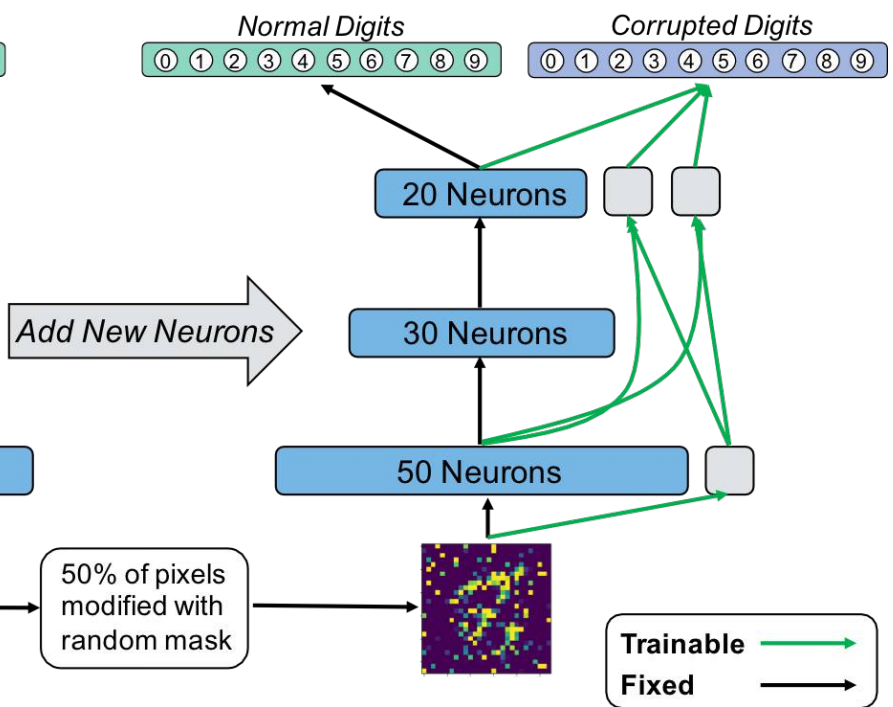 Normal Digits
Corrupted Digits
0 1 2 3 4 5 6 7 8 9
0 1 2 3 4 5 6 7 8 9
20 Neurons
Add New Neurons
30 Neurons
50 Neurons
50% of pixels
modified with
random mask
Trainable
Fixed